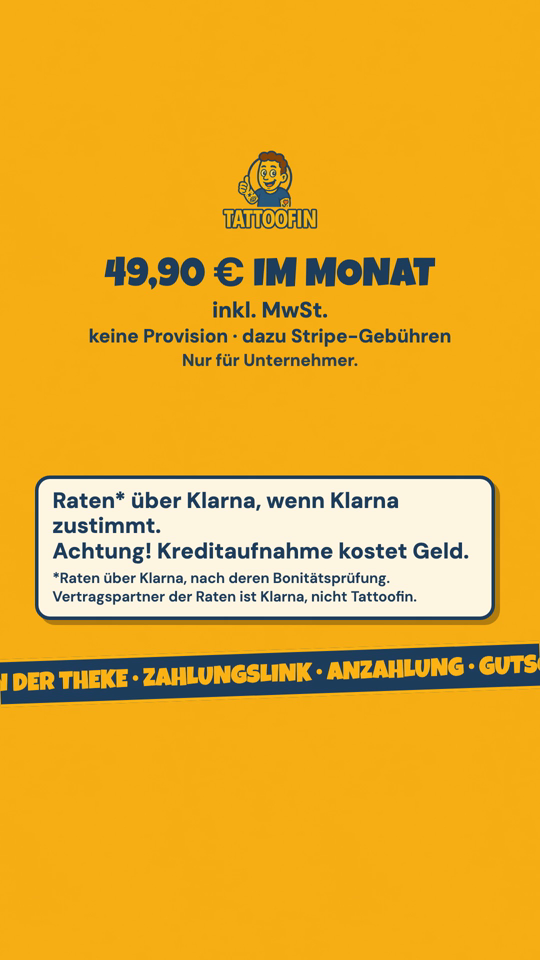 TATTOOFIN
49,90 € IM MONAT
inkl. MwSt.
keine Provision · dazu Stripe-Gebühren
Nur für Unternehmer.
Raten* über Klarna, wenn Klarna
zustimmt.
Achtung! Kreditaufnahme kostet Geld.
*Raten über Klarna, nach deren Bonitätsprüfung.
Vertragspartner der Raten ist Klarna, nicht Tattoofin.
DER THEKE · ZAHLUNGSLINK · ANZAHLUNG ·